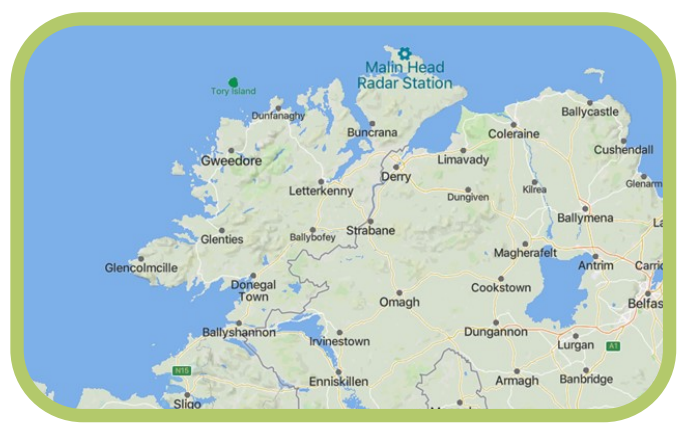 Malin Head
Radar Station
Tory Island
Dunfanaghy
Ballycastle
Buncrana
Coleraine
Cushendall
Gweedore
Limavady
Derry
Glenarm
Letterkenny
Kilrea
Dungiven
Ballymena
Strabane
Ballybofey
Glenties
Magherafelt
Glencolmcille
Antrim
Donegal
Town
Cookstown
Omagh
Ballyshannon
Dungannon
Irvinestown
Lurgan
A1
N15
Enniskillen
Armagh
Banbridge
Sligo